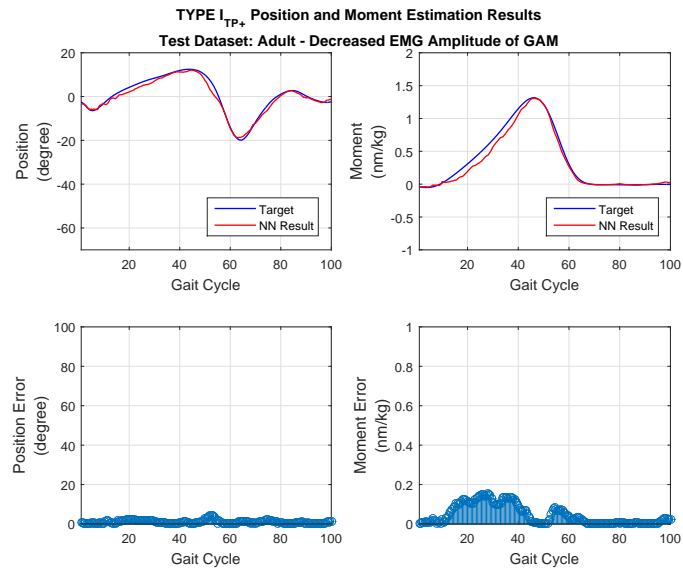 TYPE I_TP+ Position and Moment Estimation Results
Test Dataset: Adult - Decreased EMG Amplitude of GAM
20
0
-20
-40
-60
Position
(degree)
Target
NN Result
20 40 60 80 100
Gait Cycle
2
1.5
1
0.5
0
-0.5
-1
Moment
(nm/kg)
Target
NN Result
20 40 60 80 100
Gait Cycle
100
80
60
40
20
0
Position Error
(degree)
20 40 60 80 100
Gait Cycle
1
0.8
0.6
0.4
0.2
0
Moment Error
(nm/kg)
20 40 60 80 100
Gait Cycle